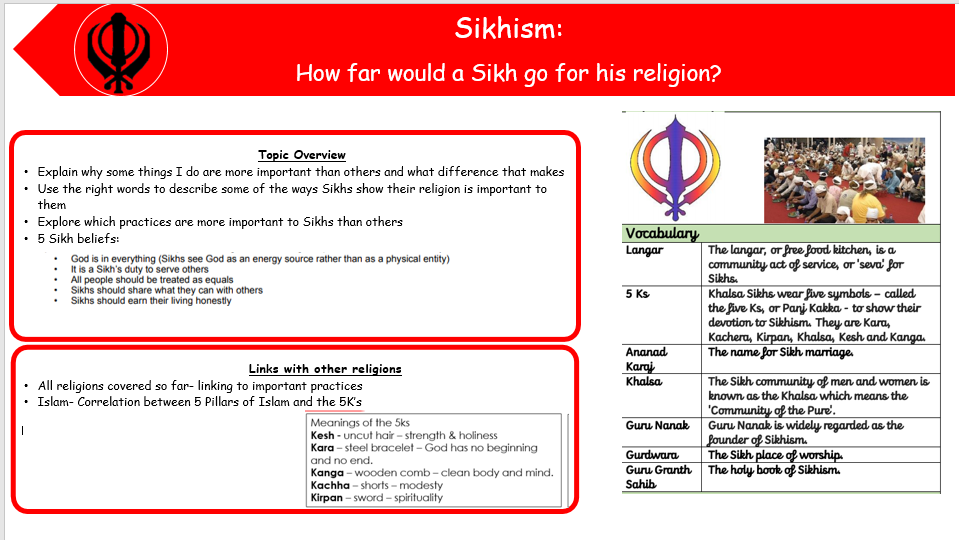 Sikhism:
How far would a Sikh go for his religion?
Topic Overview
• Explain why some things I do are more important than others and what difference that makes
• Use the right words to describe some of the ways Sikhs show their religion is important to
them
• Explore which practices are more important to Sikhs than others
• 5 Sikh beliefs:
• God is in everything (Sikhs see God as an energy source rather than as a physical entity)
• It is a Sikh's duty to serve others
• All people should be treated as equals
• Sikhs should share what they can with others
• Sikhs should earn their living honestly
Links with other religions
• All religions covered so far- linking to important practices
• Islam- Correlation between 5 Pillars of Islam and the 5K's
Meanings of the 5ks
Kesh - uncut hair – strength & holiness
Kara – steel bracelet – God has no beginning
and no end.
Kanga – wooden comb – clean body and mind.
Kachha – shorts – modesty
Kirpan – sword – spirituality
Vocabulary
Langar The langar, or free food kitchen, is a
community act of service, or 'seva' for
Sikhs.
5 Ks Khalsa Sikhs wear five symbols – called
the five Ks, or Panj Kakka - to show their
devotion to Sikhism. They are Kara,
Kachera, Kirpan, Khalsa, Kesh and Kanga.
Ananad The name for Sikh marriage.
Karaj
Khalsa The Sikh community of men and women is
known as the Khalsa which means the
'Community of the Pure'.
Guru Nanak Guru Nanak is widely regarded as the
founder of Sikhism.
Gurdwara The Sikh place of worship.
Guru Granth The holy book of Sikhism.
Sahib